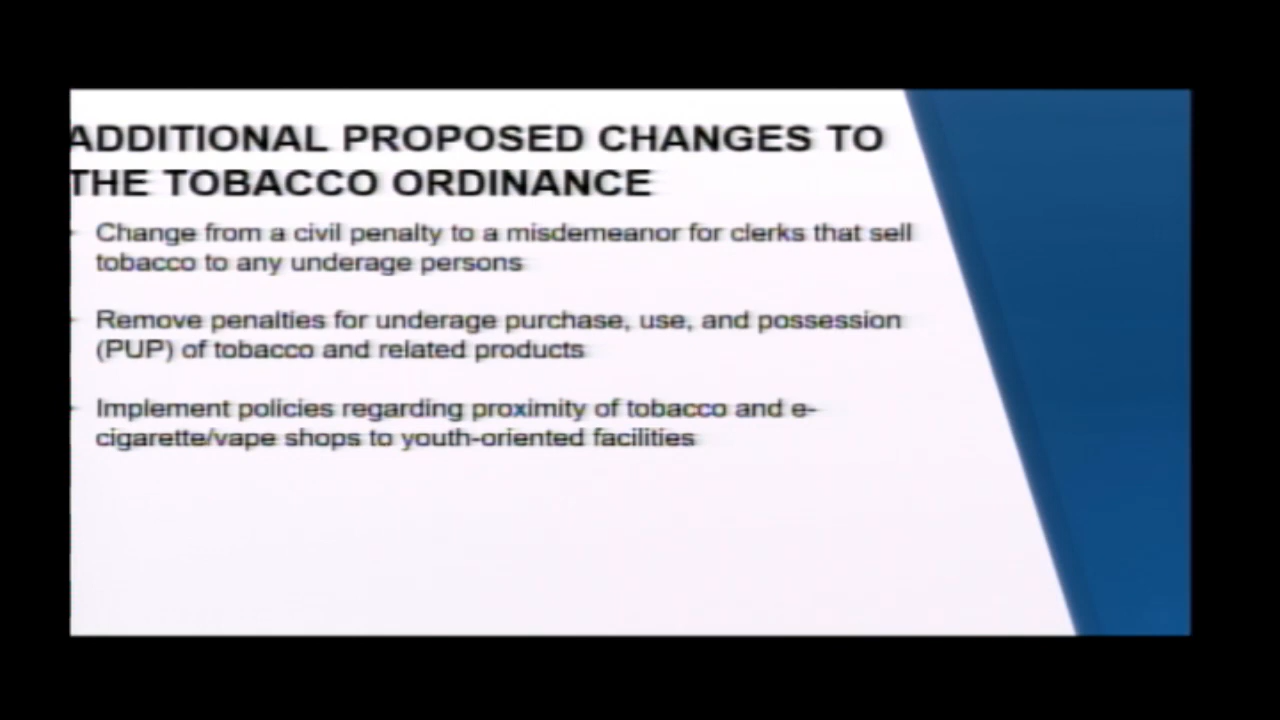 ADDITIONAL PROPOSED CHANGES TO
THE TOBACCO ORDINANCE
Change from a civil penalty to a misdemeanor for clerks that sell
tobacco to any underage persons
Remove penalties for underage purchase, use, and possession
(PUP) of tobacco and related products
Implement policies regarding proximity of tobacco and e-
cigarette/vape shops to youth-oriented facilities